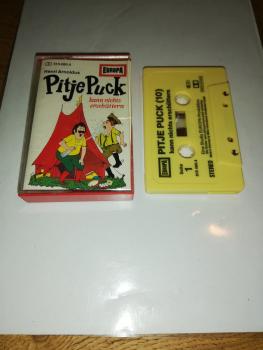 EUROPA
Henri Arnoldus
Pitje Puck
kann nichts
erschüttern
PITJE PUCK (10)
kann nichts erschüttern
EUROPA
Seite
1
STEREO